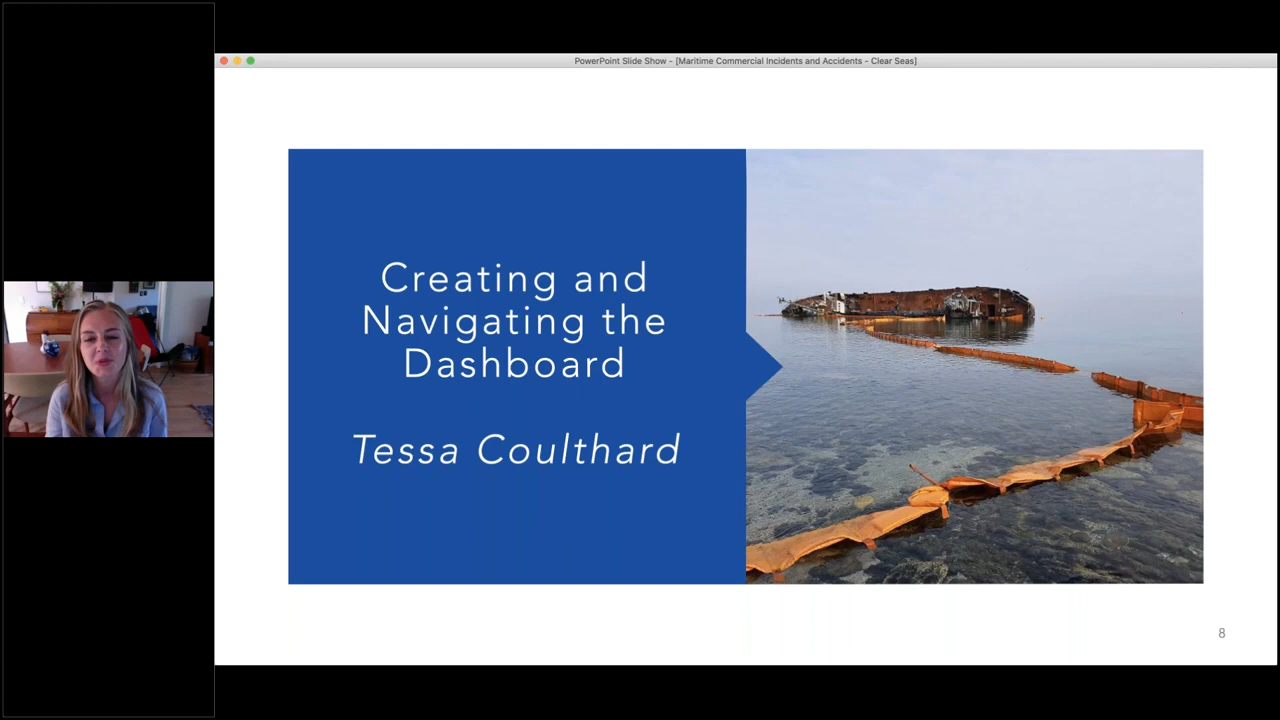 PowerPoint Slide Show - [Maritime Commercial Incidents and Accidents - Clear Seas]
Creating and
Navigating the
Dashboard
Tessa Coulthard
8